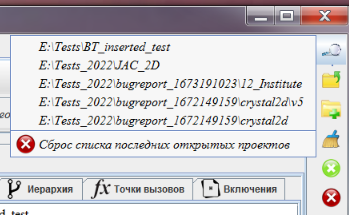 E:\Tests\BT_inserted_test
E:\Tests_2022\JAC_2D
E:\Tests_2022\bugreport_1673191023\12_Institute
E:\Tests_2022\bugreport_1672149159\crystal2d\v5
E:\Tests_2022\bugreport_1672149159\crystal2d
Сброс списка последних открытых проектов
Иерархия fx Точки вызовов Включения